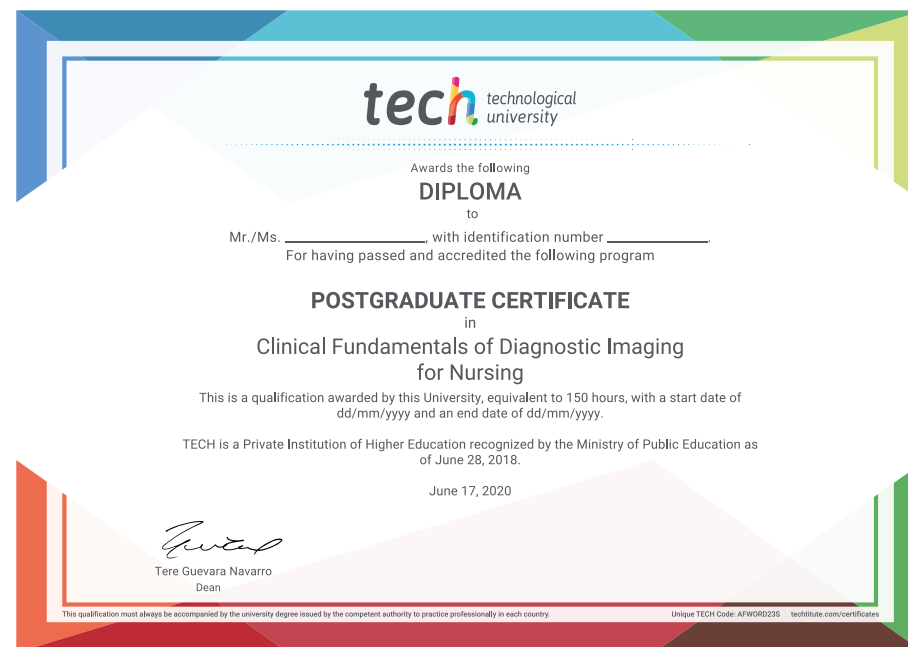 tech technological
university
Awards the following
DIPLOMA
to
Mr./Ms. ____________, with identification number ____________.
For having passed and accredited the following program
POSTGRADUATE CERTIFICATE
in
Clinical Fundamentals of Diagnostic Imaging
for Nursing
This is a qualification awarded by this University, equivalent to 150 hours, with a start date of
dd/mm/yyyy and an end date of dd/mm/yyyy.
TECH is a Private Institution of Higher Education recognized by the Ministry of Public Education as
of June 28, 2018.
June 17, 2020
Tere Guevara Navarro
Dean
This qualification must always be accompanied by the university degree issued by the competent authority to practice professionally in each country. Unique TECH Code: AFWORD23S techtitute.com/certificates